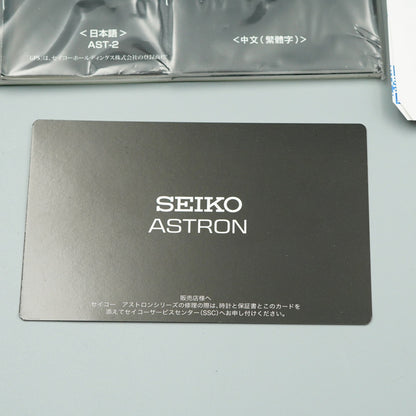 <日本語>
AST-2
<中文(繁體字)>
GPSは、セイコーホールディングス株式会社の登録商標
SEIKO
ASTRON
販売店様へ
セイコー アストロンシリーズの修理の際は、時計と保証書とこのカードを
添えてセイコーサービスセンター(SSC)へお申し付けください。